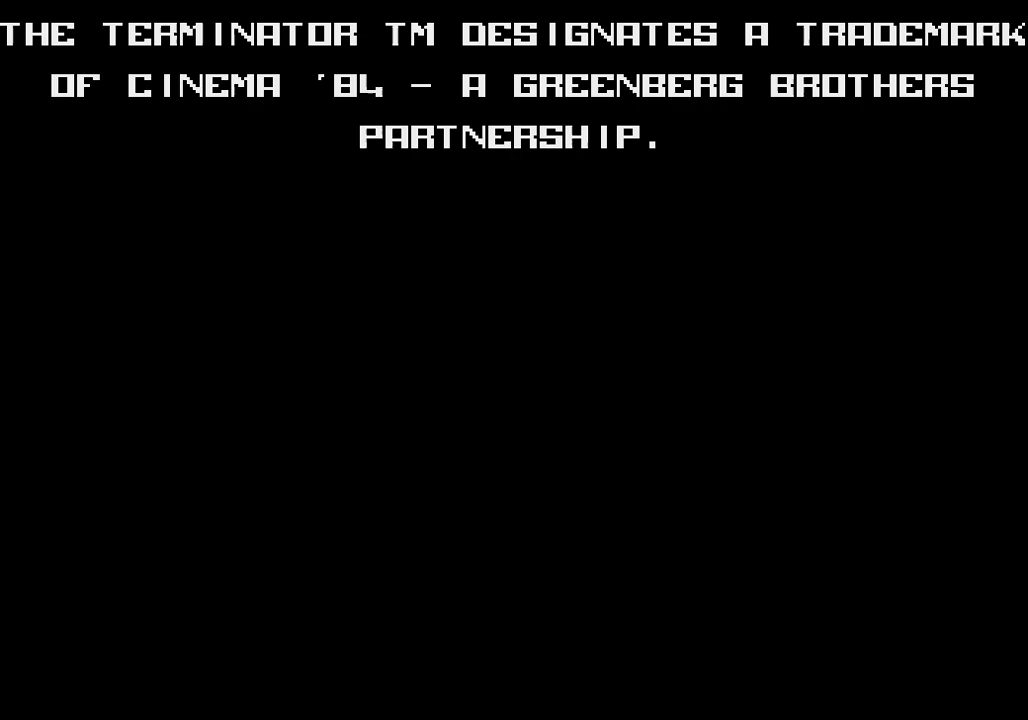 THE TERMINATOR TM DESIGNATES A TRADEMARK
OF CINEMA '84 - A GREENBERG BROTHERS
PARTNERSHIP.